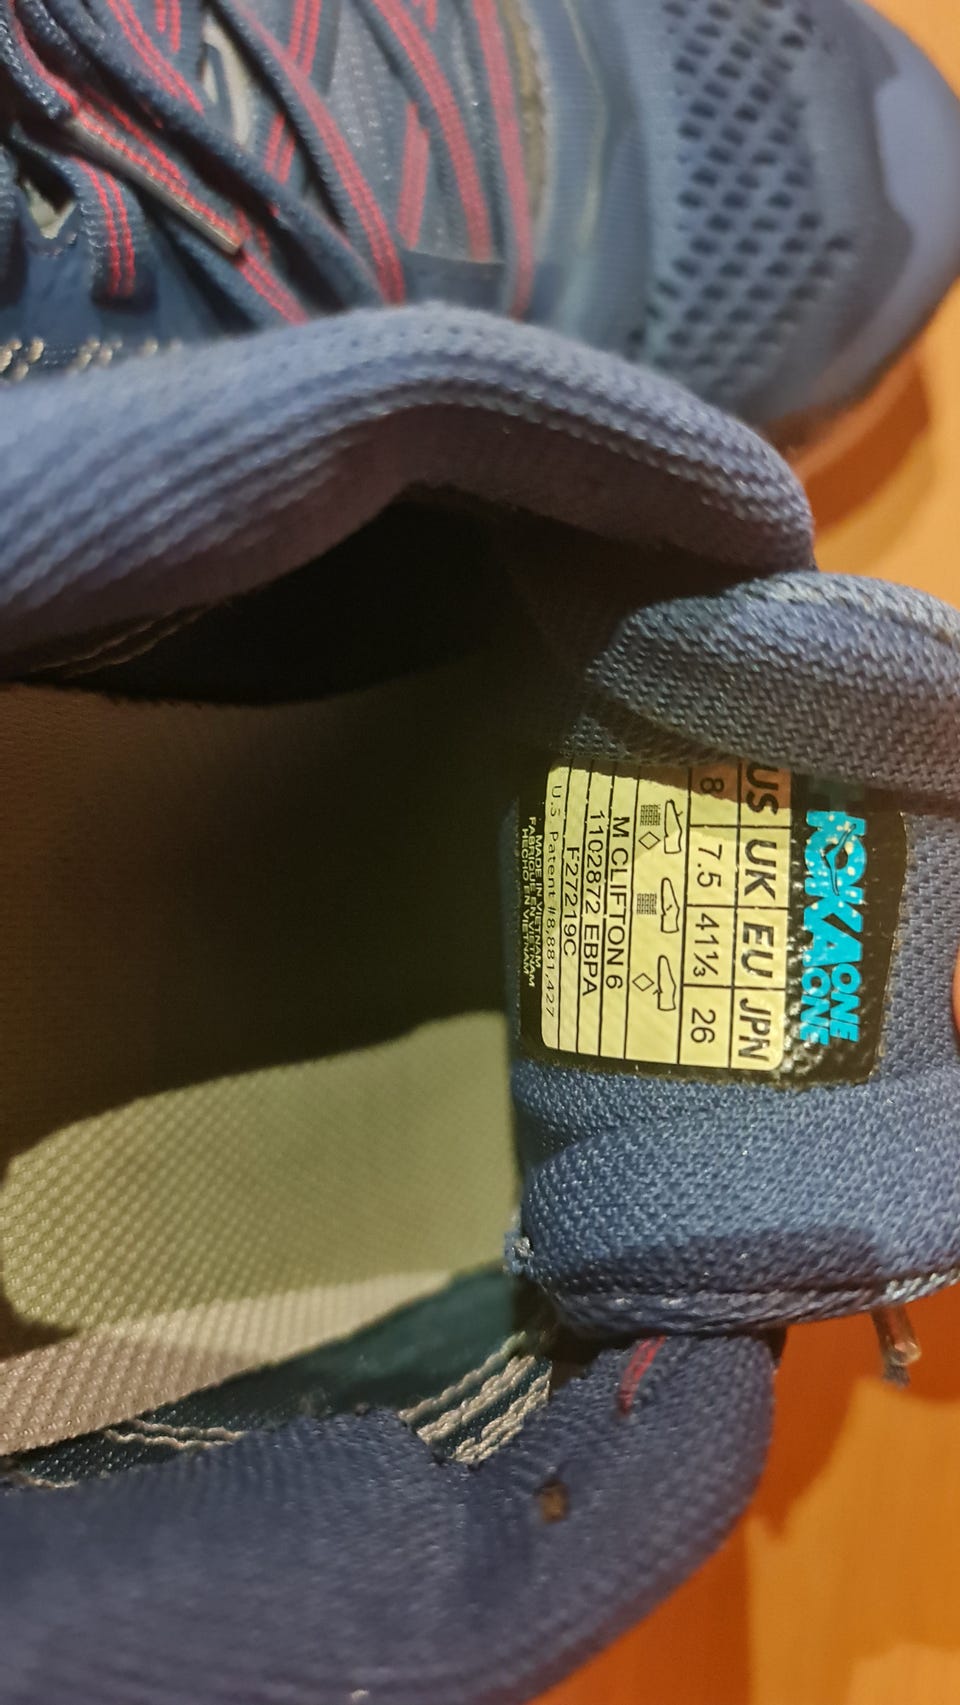 HOKA ONE ONE
US UK EU JPN
8 7.5 41⅓ 26
M CLIFTON 6
1102872 EBPA
F27219C
U.S. Patent #8,881,427
MADE IN VIETNAM
FABRIQUÉ EN VIETNAM
HECHO EN VIETNAM